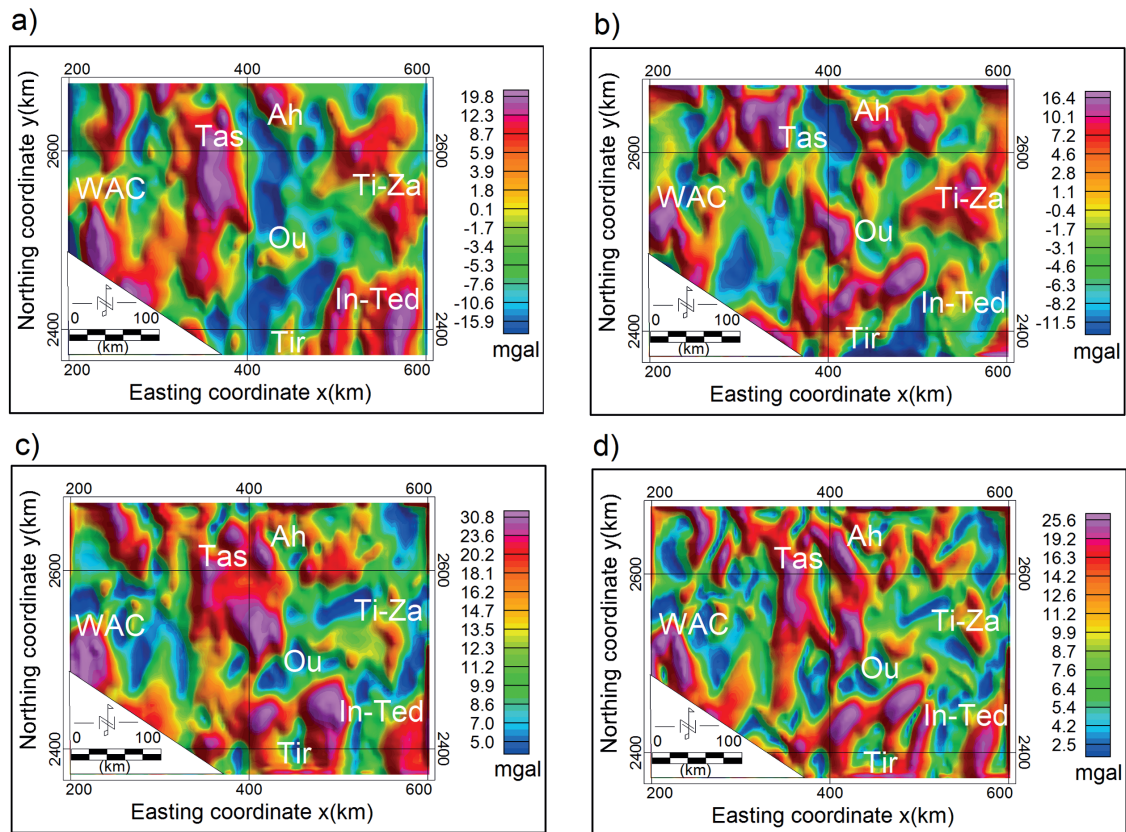 a)
200 400 600
Northing coordinate y(km)
Ah
Tas
2600
WAC
Ti-Za
Ou
In-Ted
0 100
(km)
Tir
2400
200 400 600
Easting coordinate x(km)
19.8
12.3
8.7
5.9
3.9
2.0
0.1
-1.7
-3.4
-5.3
-7.6
-10.6
-15.9
mgal
b)
200 400 600
Northing coordinate y(km)
Ah
Tas
2600
WAC
Ti-Za
Ou
In-Ted
0 100
(km)
Tir
2400
200 400 600
Easting coordinate x(km)
16.4
10.1
7.2
4.6
2.8
1.1
-0.4
-1.7
-3.1
-4.6
-6.3
-8.2
-11.5
mgal
c)
200 400 600
Northing coordinate y(km)
Ah
Tas
2600
WAC
Ti-Za
Ou
In-Ted
0 100
(km)
Tir
2400
200 400 600
Easting coordinate x(km)
30.8
23.6
20.2
18.1
16.2
14.7
13.5
12.3
11.2
9.9
8.6
7.0
5.0
mgal
d)
200 400 600
Northing coordinate y(km)
Ah
Tas
2600
WAC
Ti-Za
Ou
In-Ted
0 100
(km)
Tir
2400
200 400 600
Easting coordinate x(km)
25.6
19.2
16.3
14.2
12.6
11.2
9.9
8.7
7.6
6.4
5.4
4.2
2.5
mgal